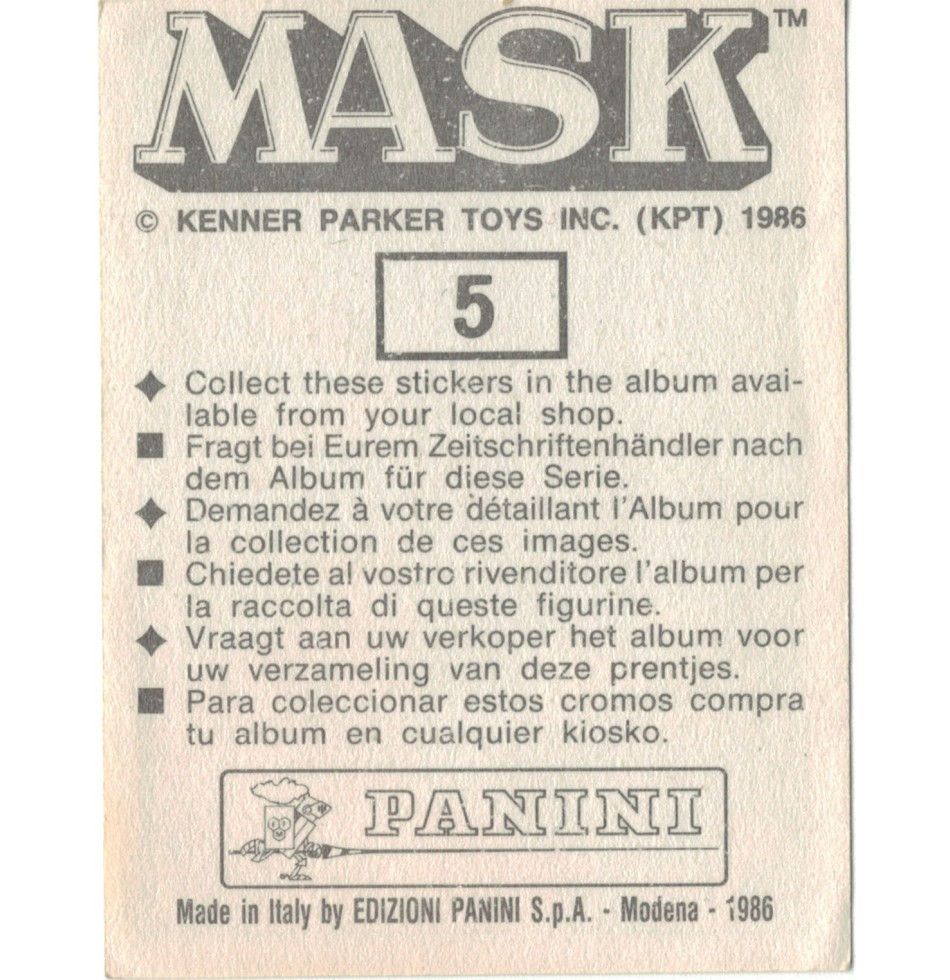 MASK™
© KENNER PARKER TOYS INC. (KPT) 1986
5
Collect these stickers in the album avai-
lable from your local shop.
Fragt bei Eurem Zeitschriftenhändler nach
dem Album für diese Serie.
Demandez à votre détaillant l'Album pour
la collection de ces images.
Chiedete al vostro rivenditore l'album per
la raccolta di queste figurine.
Vraagt aan uw verkoper het album voor
uw verzameling van deze prentjes.
Para coleccionar estos cromos compra
tu album en cualquier kiosko.
PANINI
Made in Italy by EDIZIONI PANINI S.p.A. - Modena - 1986